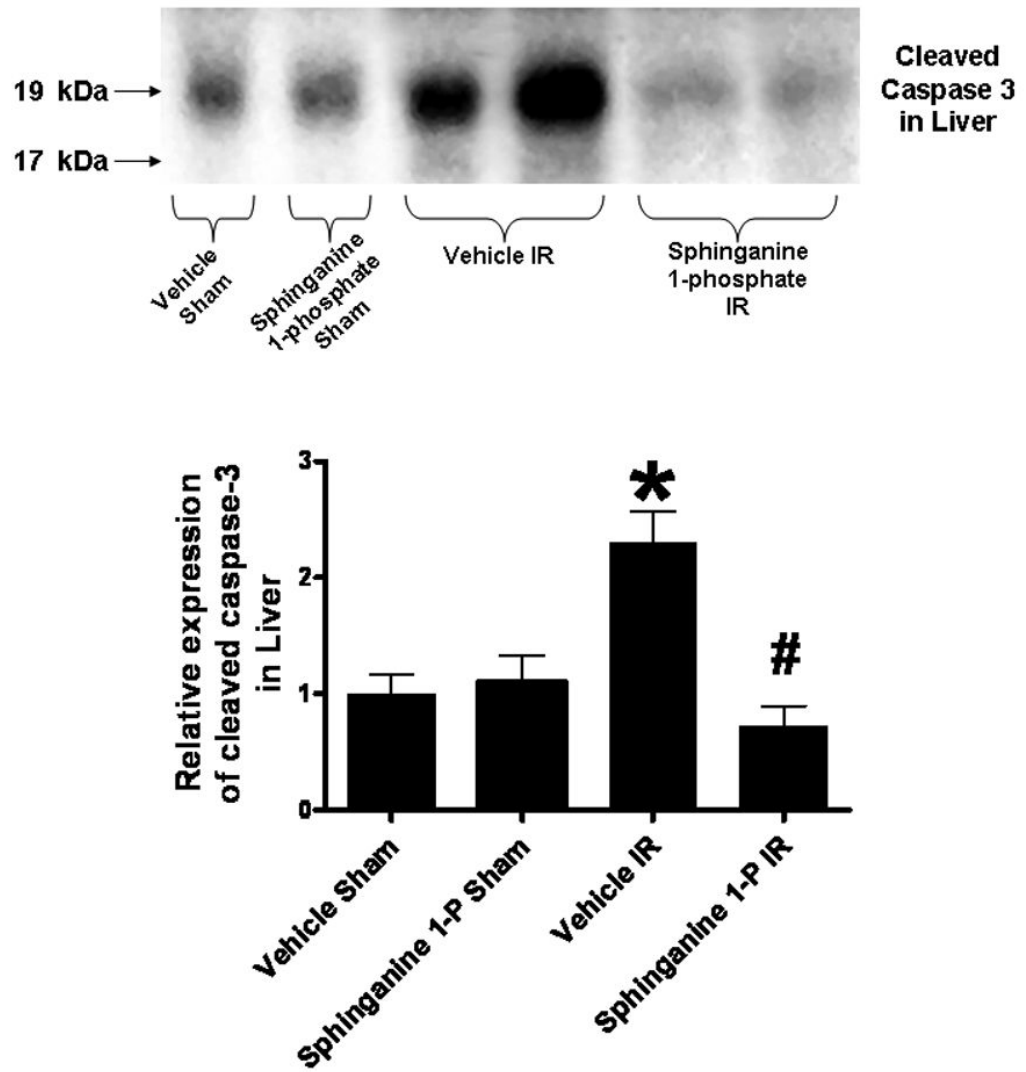 19 kDa
17 kDa
Cleaved
Caspase 3
in Liver
Vehicle
Sham
Sphinganine
1-phosphate
Sham
Vehicle IR
Sphinganine
1-phosphate
IR
Relative expression
of cleaved caspase-3
in Liver
3
2
1
0
*
#
Vehicle Sham
Sphinganine 1-P Sham
Vehicle IR
Sphinganine 1-P IR